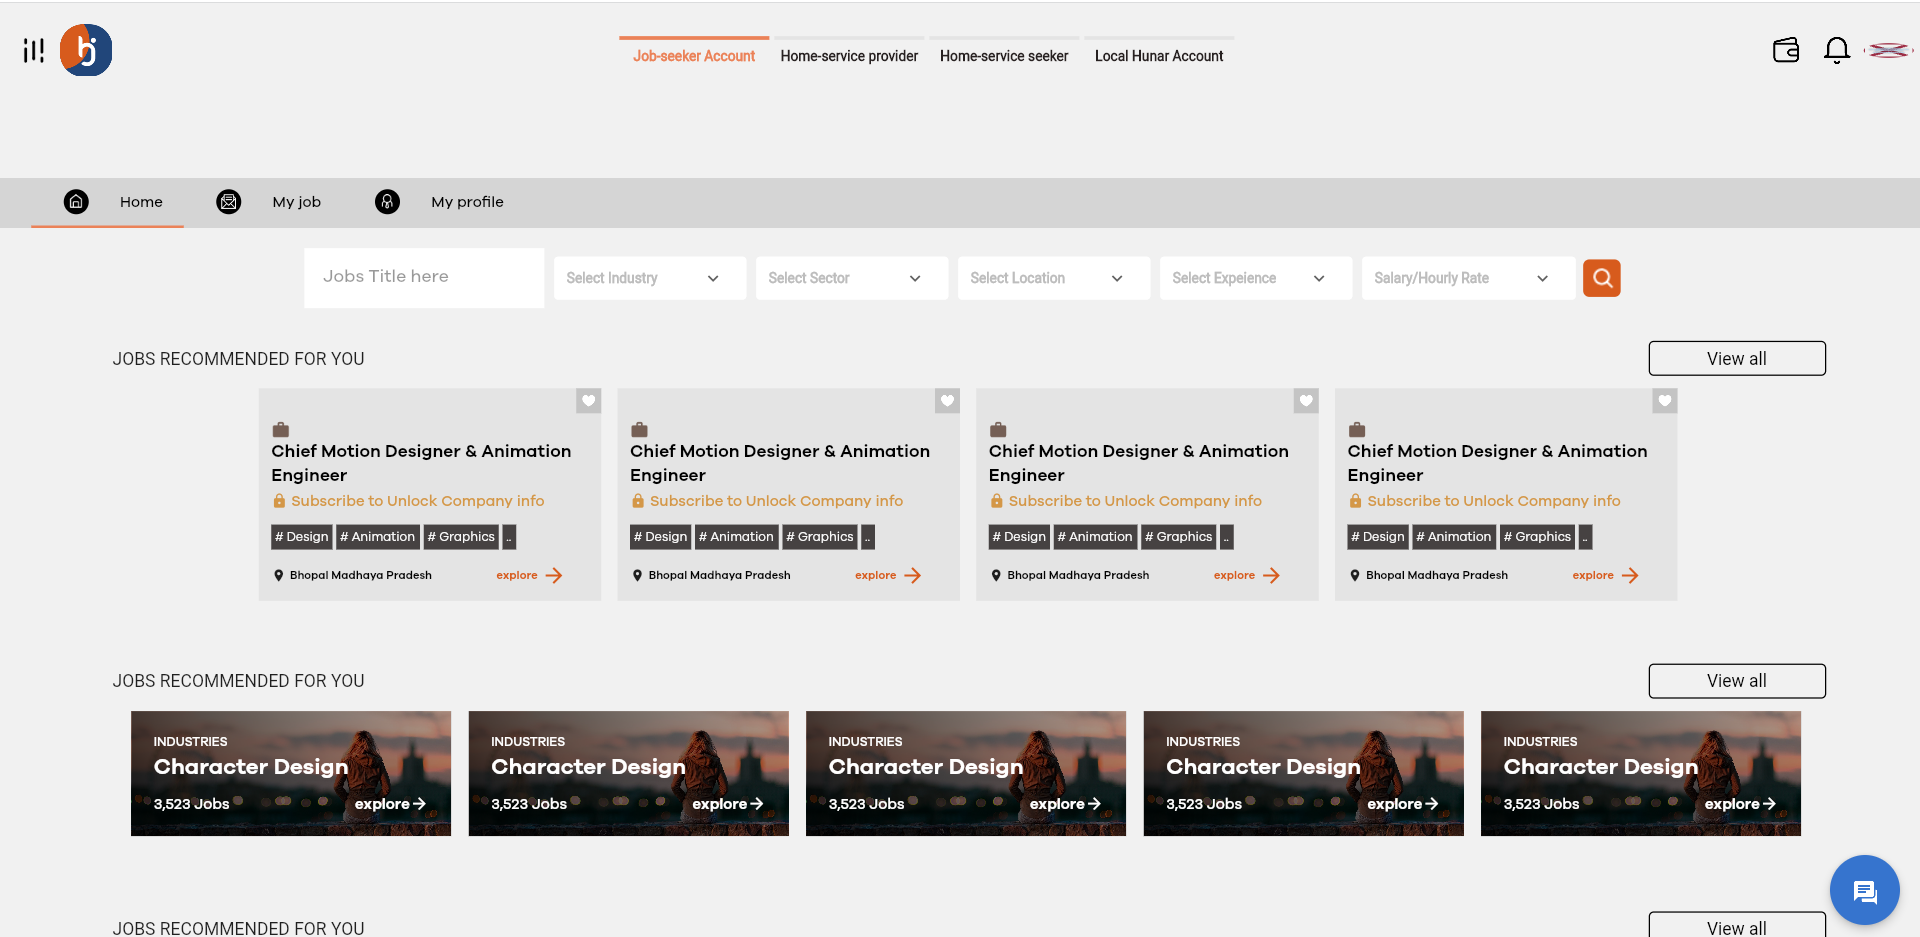 bj
Job-seeker Account Home-service provider Home-service seeker Local Hunar Account
Home My job My profile
Jobs Title here Select Industry Select Sector Select Location Select Expeience Salary/Hourly Rate
JOBS RECOMMENDED FOR YOU View all
Chief Motion Designer & Animation Engineer
Subscribe to Unlock Company info
# Design # Animation # Graphics ..
Bhopal Madhaya Pradesh explore
Chief Motion Designer & Animation Engineer
Subscribe to Unlock Company info
# Design # Animation # Graphics ..
Bhopal Madhaya Pradesh explore
Chief Motion Designer & Animation Engineer
Subscribe to Unlock Company info
# Design # Animation # Graphics ..
Bhopal Madhaya Pradesh explore
Chief Motion Designer & Animation Engineer
Subscribe to Unlock Company info
# Design # Animation # Graphics ..
Bhopal Madhaya Pradesh explore
JOBS RECOMMENDED FOR YOU View all
INDUSTRIES
Character Design
3,523 Jobs explore
INDUSTRIES
Character Design
3,523 Jobs explore
INDUSTRIES
Character Design
3,523 Jobs explore
INDUSTRIES
Character Design
3,523 Jobs explore
INDUSTRIES
Character Design
3,523 Jobs explore
JOBS RECOMMENDED FOR YOU View all